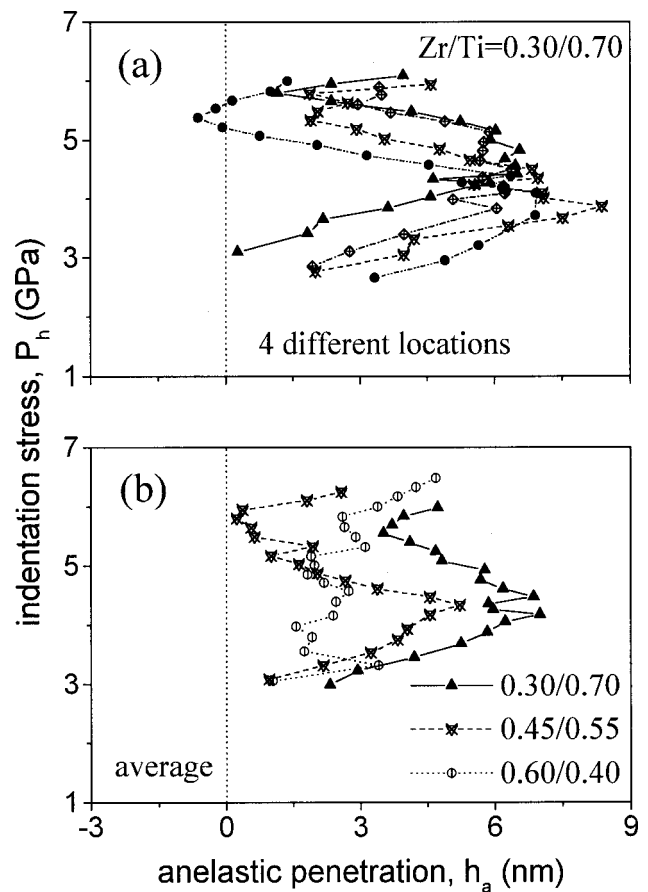 (a)
Zr/Ti=0.30/0.70
7
5
3
1
4 different locations
indentation stress, P_h (GPa)
(b)
7
5
3
1
0.30/0.70
0.45/0.55
0.60/0.40
average
-3 0 3 6 9
anelastic penetration, h_a (nm)